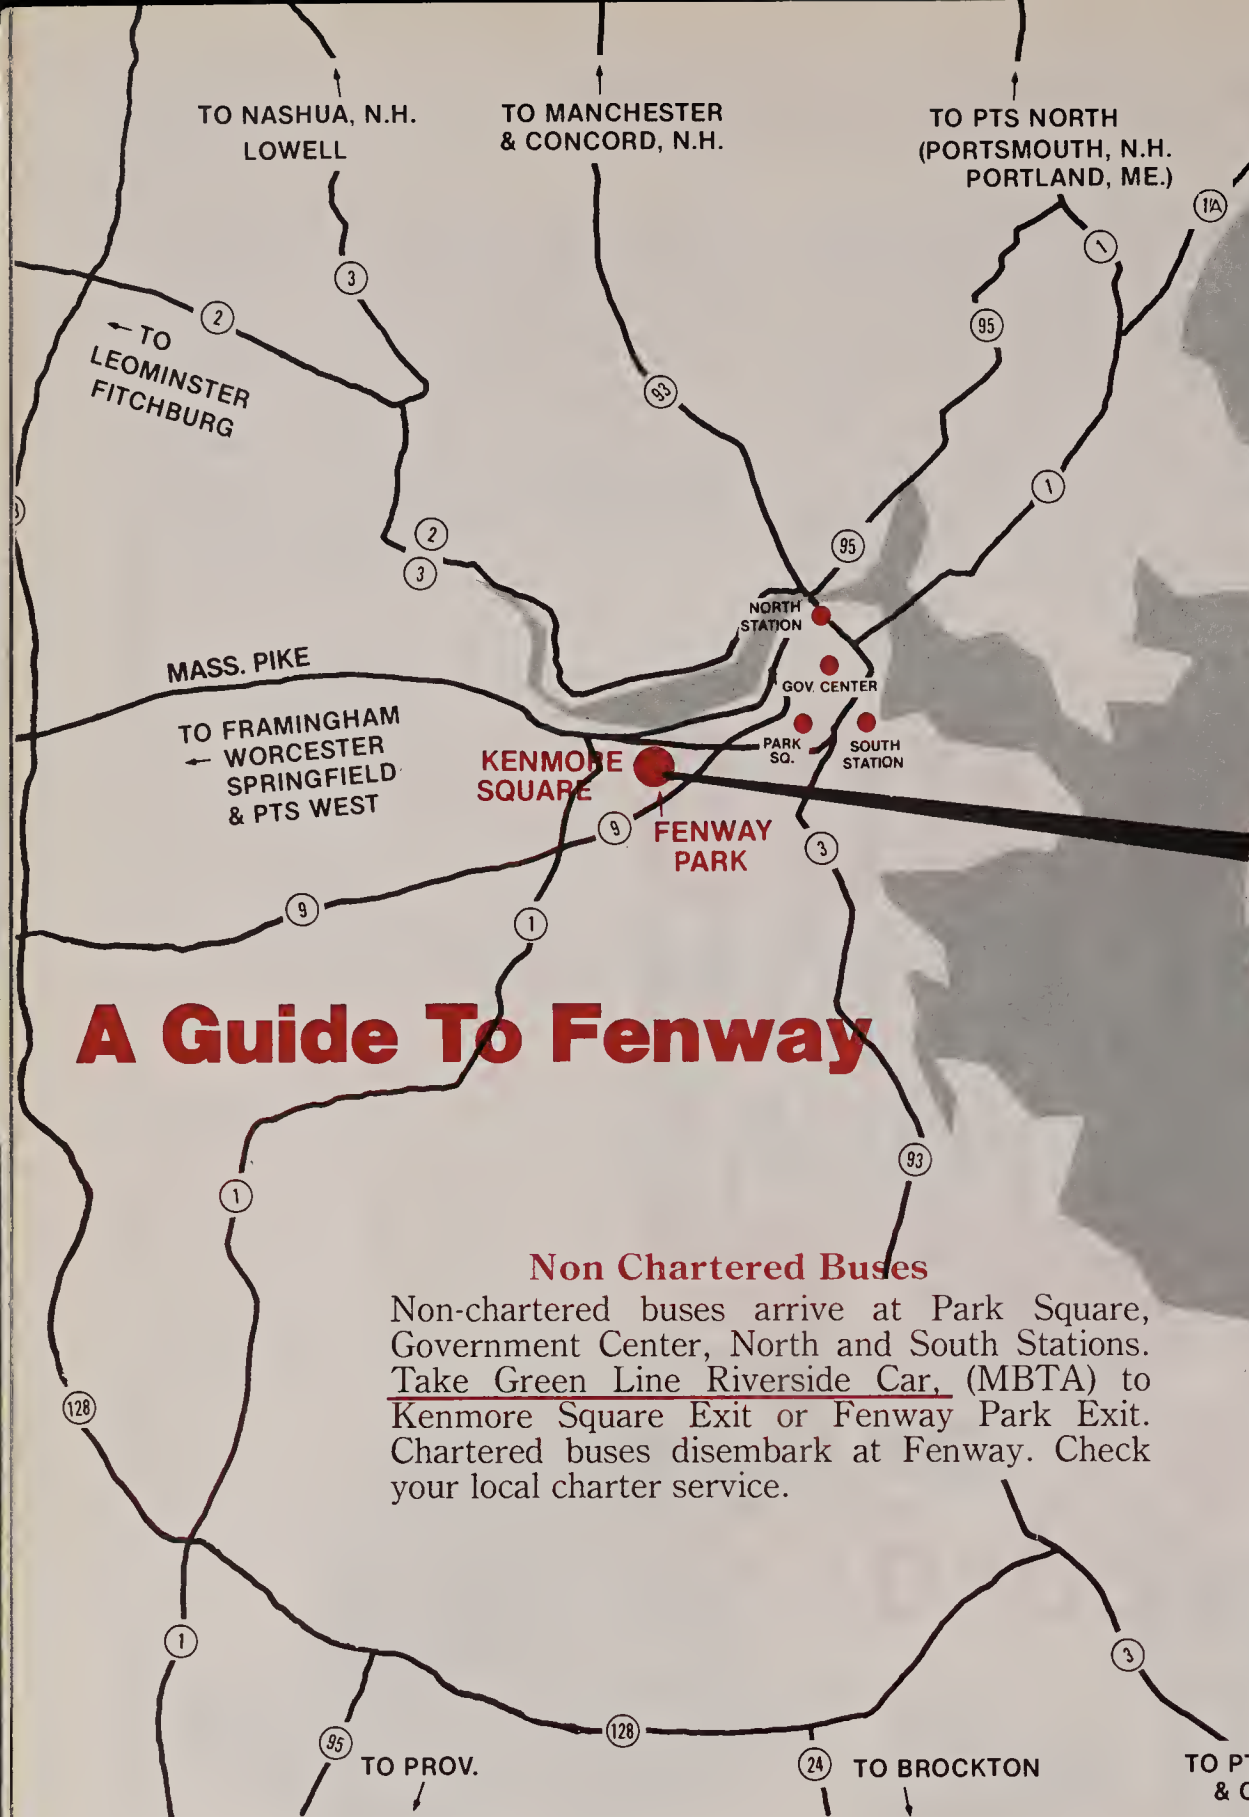 TO NASHUA, N.H.
LOWELL
TO MANCHESTER
& CONCORD, N.H.
TO PTS NORTH
(PORTSMOUTH, N.H.
PORTLAND, ME.)
1A
1
3
2
95
93
← TO
LEOMINSTER
FITCHBURG
1
2
3
95
NORTH
STATION
MASS. PIKE
GOV. CENTER
TO FRAMINGHAM
← WORCESTER
SPRINGFIELD
& PTS WEST
KENMORE
SQUARE
PARK
SQ.
SOUTH
STATION
FENWAY
PARK
9
3
9
1
A Guide To Fenway
93
1
Non Chartered Buses
Non-chartered buses arrive at Park Square,
Government Center, North and South Stations.
Take Green Line Riverside Car, (MBTA) to
Kenmore Square Exit or Fenway Park Exit.
Chartered buses disembark at Fenway. Check
your local charter service.
128
1
3
128
95
TO PROV.
24
TO BROCKTON
TO
&